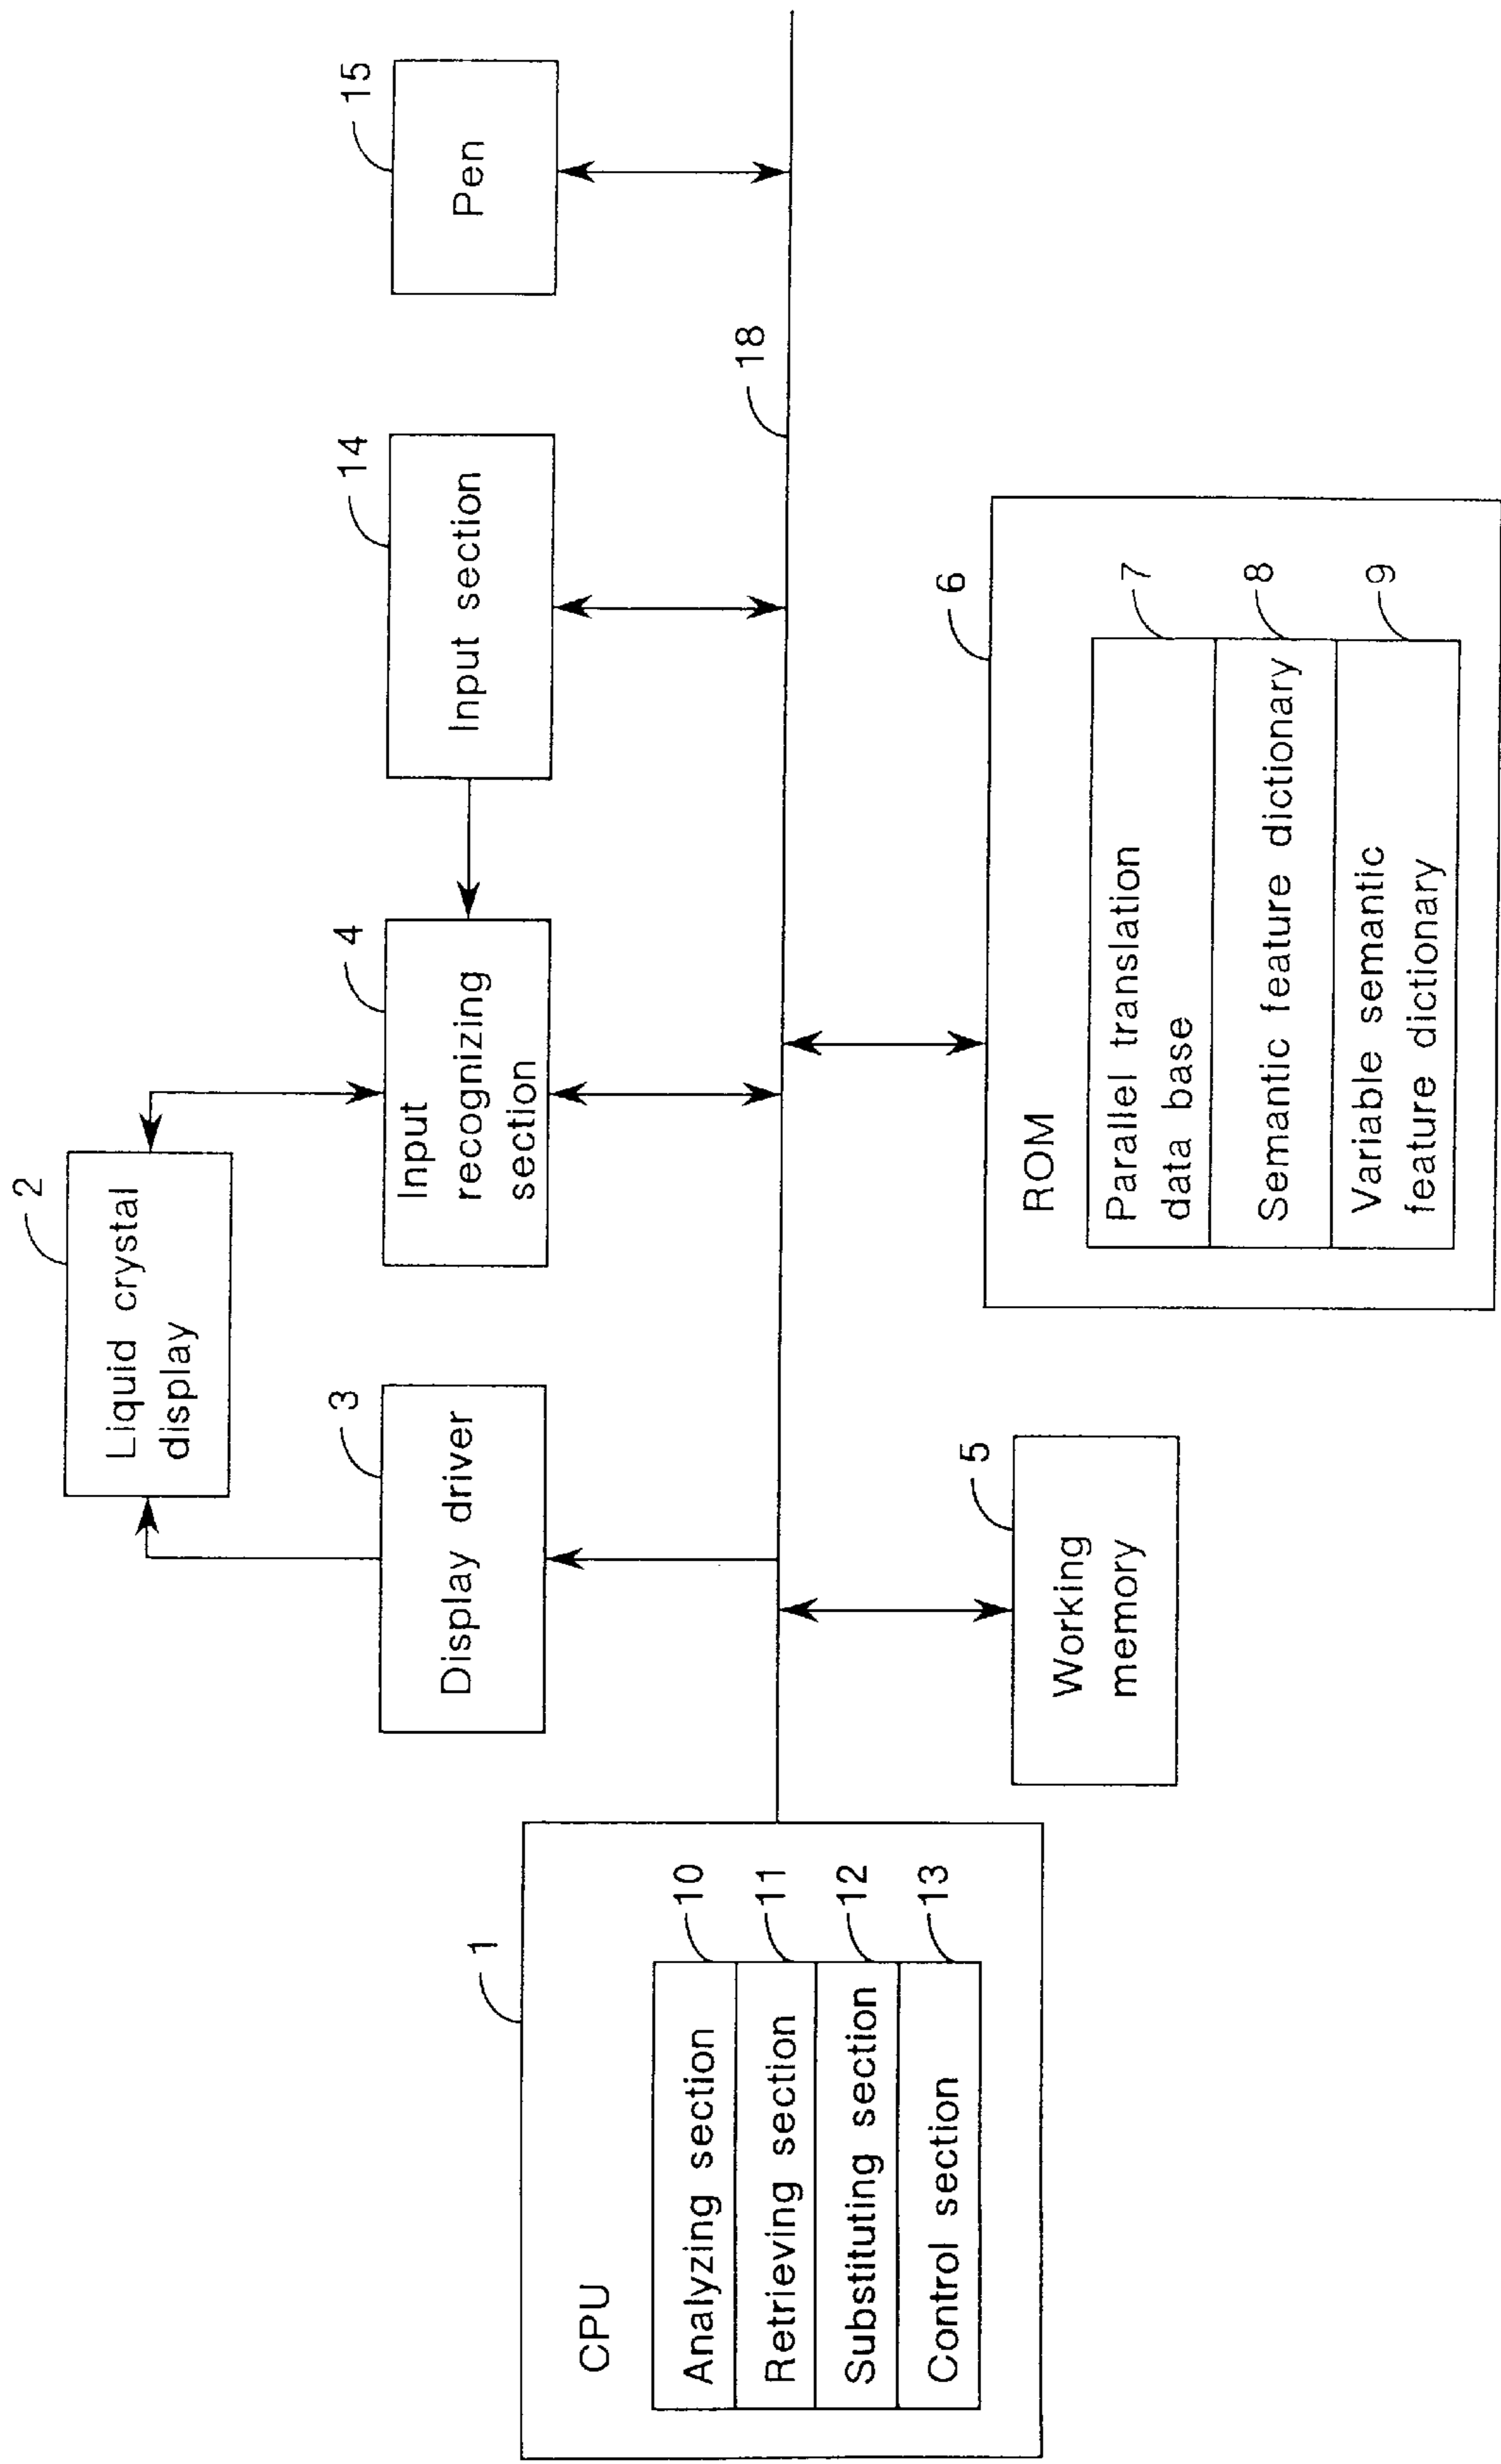 2
Liquid crystal
display
3
Display driver
4
Input
recognizing
section
14
Input section
15
Pen
18
1
CPU
Analyzing section
10
Retrieving section
11
Substituting section
12
Control section
13
5
Working
memory
6
ROM
Parallel translation
data base
7
Semantic feature dictionary
8
Variable semantic
feature dictionary
9